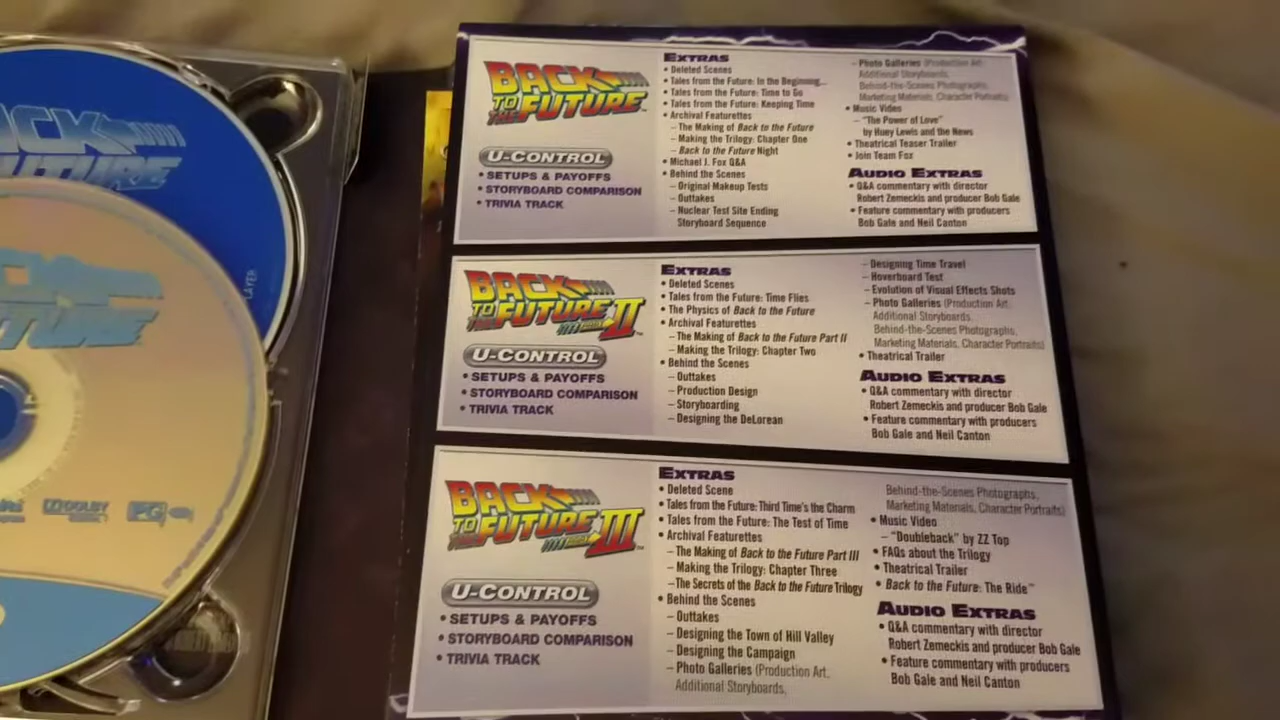 BACK
FUTURE
LAYER
DOLBY
PG
BACK
TO THE FUTURE™
U-CONTROL
• SETUPS & PAYOFFS
• STORYBOARD COMPARISON
• TRIVIA TRACK
EXTRAS
• Deleted Scenes
• Tales from the Future: In the Beginning...
• Tales from the Future: Time to Go
• Tales from the Future: Keeping Time
• Archival Featurettes
– The Making of Back to the Future
– Making the Trilogy: Chapter One
– Back to the Future Night
• Michael J. Fox Q&A
• Behind the Scenes
– Original Makeup Tests
– Outtakes
– Nuclear Test Site Ending
Storyboard Sequence
– Photo Galleries (Production Art,
Additional Storyboards,
Behind-the-Scenes Photographs,
Marketing Materials, Character Portraits)
• Music Video
– "The Power of Love"
by Huey Lewis and the News
• Theatrical Teaser Trailer
• Join Team Fox
AUDIO EXTRAS
• Q&A commentary with director
Robert Zemeckis and producer Bob Gale
• Feature commentary with producers
Bob Gale and Neil Canton
BACK
TO THE FUTURE
PART II
U-CONTROL
• SETUPS & PAYOFFS
• STORYBOARD COMPARISON
• TRIVIA TRACK
EXTRAS
• Deleted Scenes
• Tales from the Future: Time Flies
• The Physics of Back to the Future
• Archival Featurettes
– The Making of Back to the Future Part II
– Making the Trilogy: Chapter Two
• Behind the Scenes
– Outtakes
– Production Design
– Storyboarding
– Designing the DeLorean
– Designing Time Travel
– Hoverboard Test
– Evolution of Visual Effects Shots
– Photo Galleries (Production Art,
Additional Storyboards,
Behind-the-Scenes Photographs,
Marketing Materials, Character Portraits)
• Theatrical Trailer
AUDIO EXTRAS
• Q&A commentary with director
Robert Zemeckis and producer Bob Gale
• Feature commentary with producers
Bob Gale and Neil Canton
BACK
TO THE FUTURE
PART III
U-CONTROL
• SETUPS & PAYOFFS
• STORYBOARD COMPARISON
• TRIVIA TRACK
EXTRAS
• Deleted Scene
• Tales from the Future: Third Time's the Charm
• Tales from the Future: The Test of Time
• Archival Featurettes
– The Making of Back to the Future Part III
– Making the Trilogy: Chapter Three
– The Secrets of the Back to the Future Trilogy
• Behind the Scenes
– Outtakes
– Designing the Town of Hill Valley
– Designing the Campaign
– Photo Galleries (Production Art,
Additional Storyboards,
Behind-the-Scenes Photographs,
Marketing Materials, Character Portraits)
• Music Video
– "Doubleback" by ZZ Top
• FAQs about the Trilogy
• Theatrical Trailer
• Back to the Future: The Ride™
AUDIO EXTRAS
• Q&A commentary with director
Robert Zemeckis and producer Bob Gale
• Feature commentary with producers
Bob Gale and Neil Canton